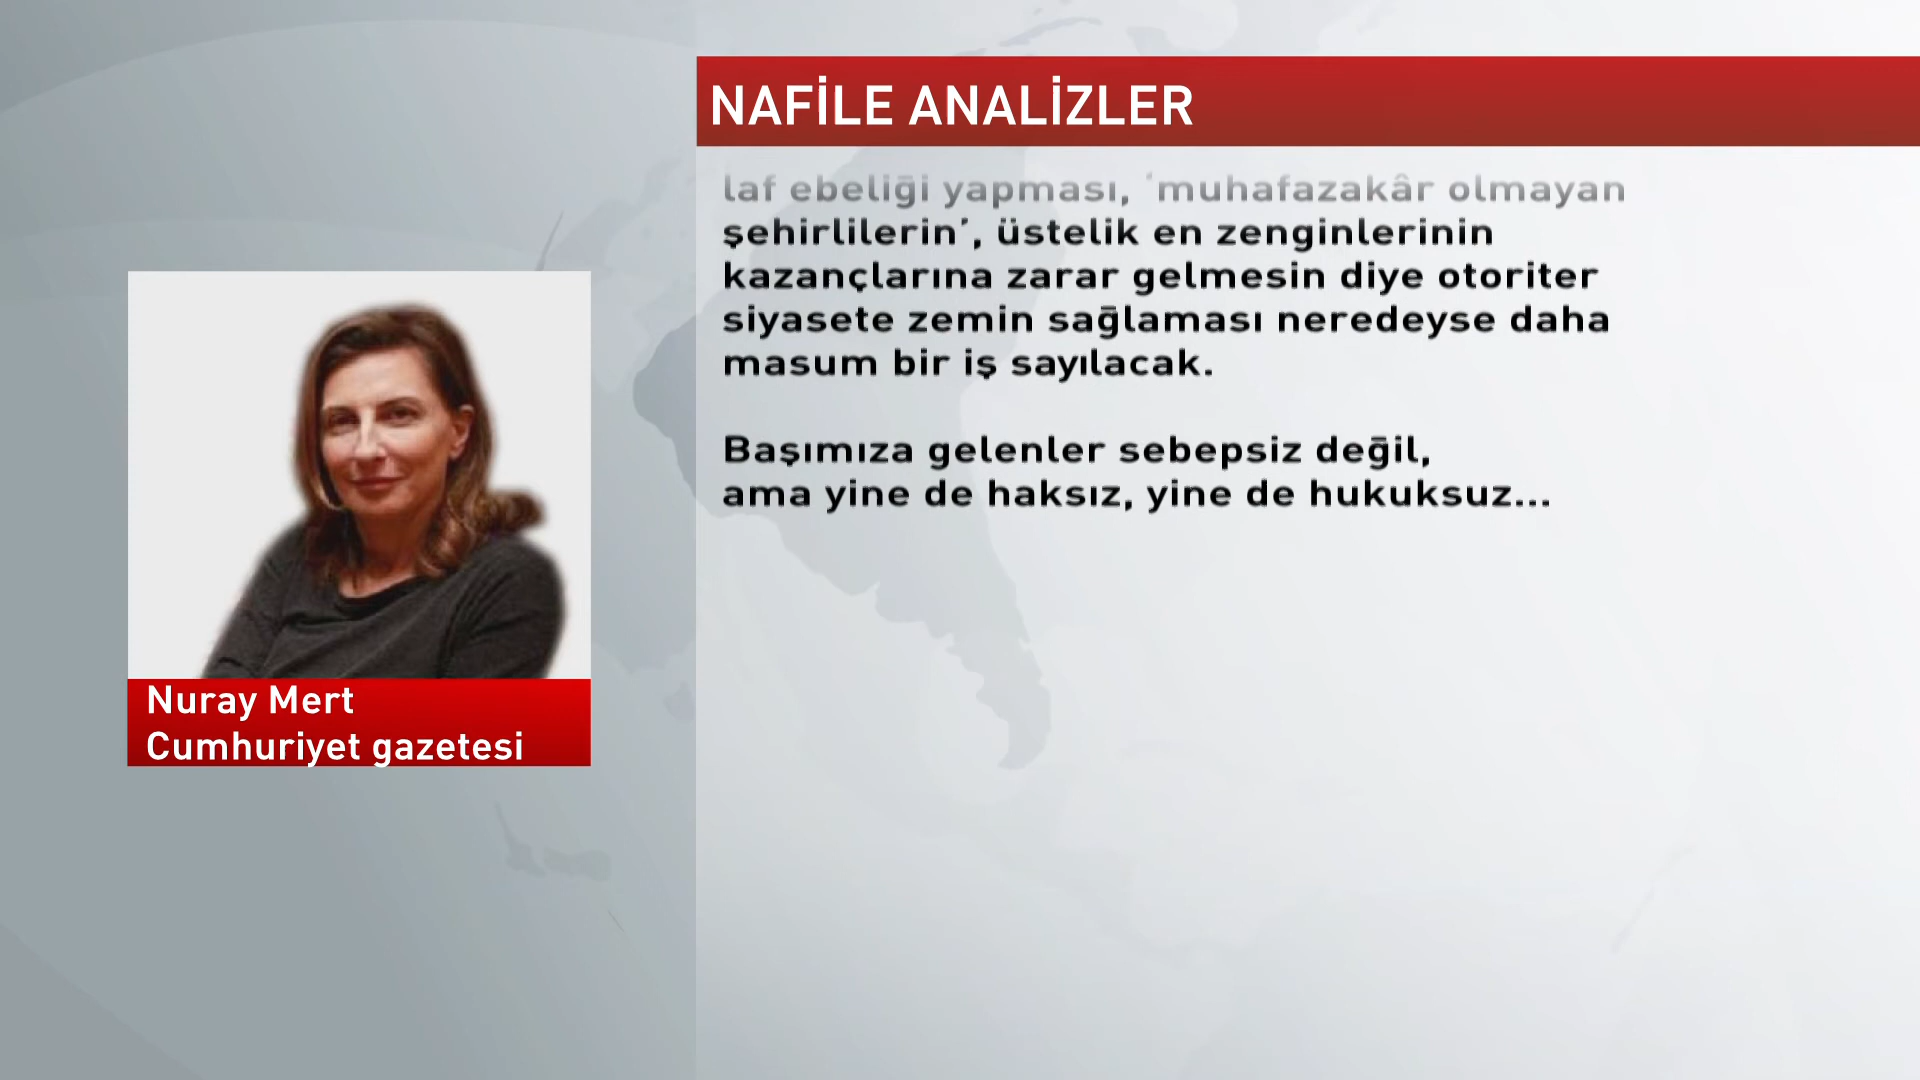 NAFİLE ANALİZLER
laf ebeliği yapması, ‘muhafazakâr olmayan
şehirlilerin’, üstelik en zenginlerinin
kazançlarına zarar gelmesin diye otoriter
siyasete zemin sağlaması neredeyse daha
masum bir iş sayılacak.
Başımıza gelenler sebepsiz değil,
ama yine de haksız, yine de hukuksuz...
Nuray Mert
Cumhuriyet gazetesi